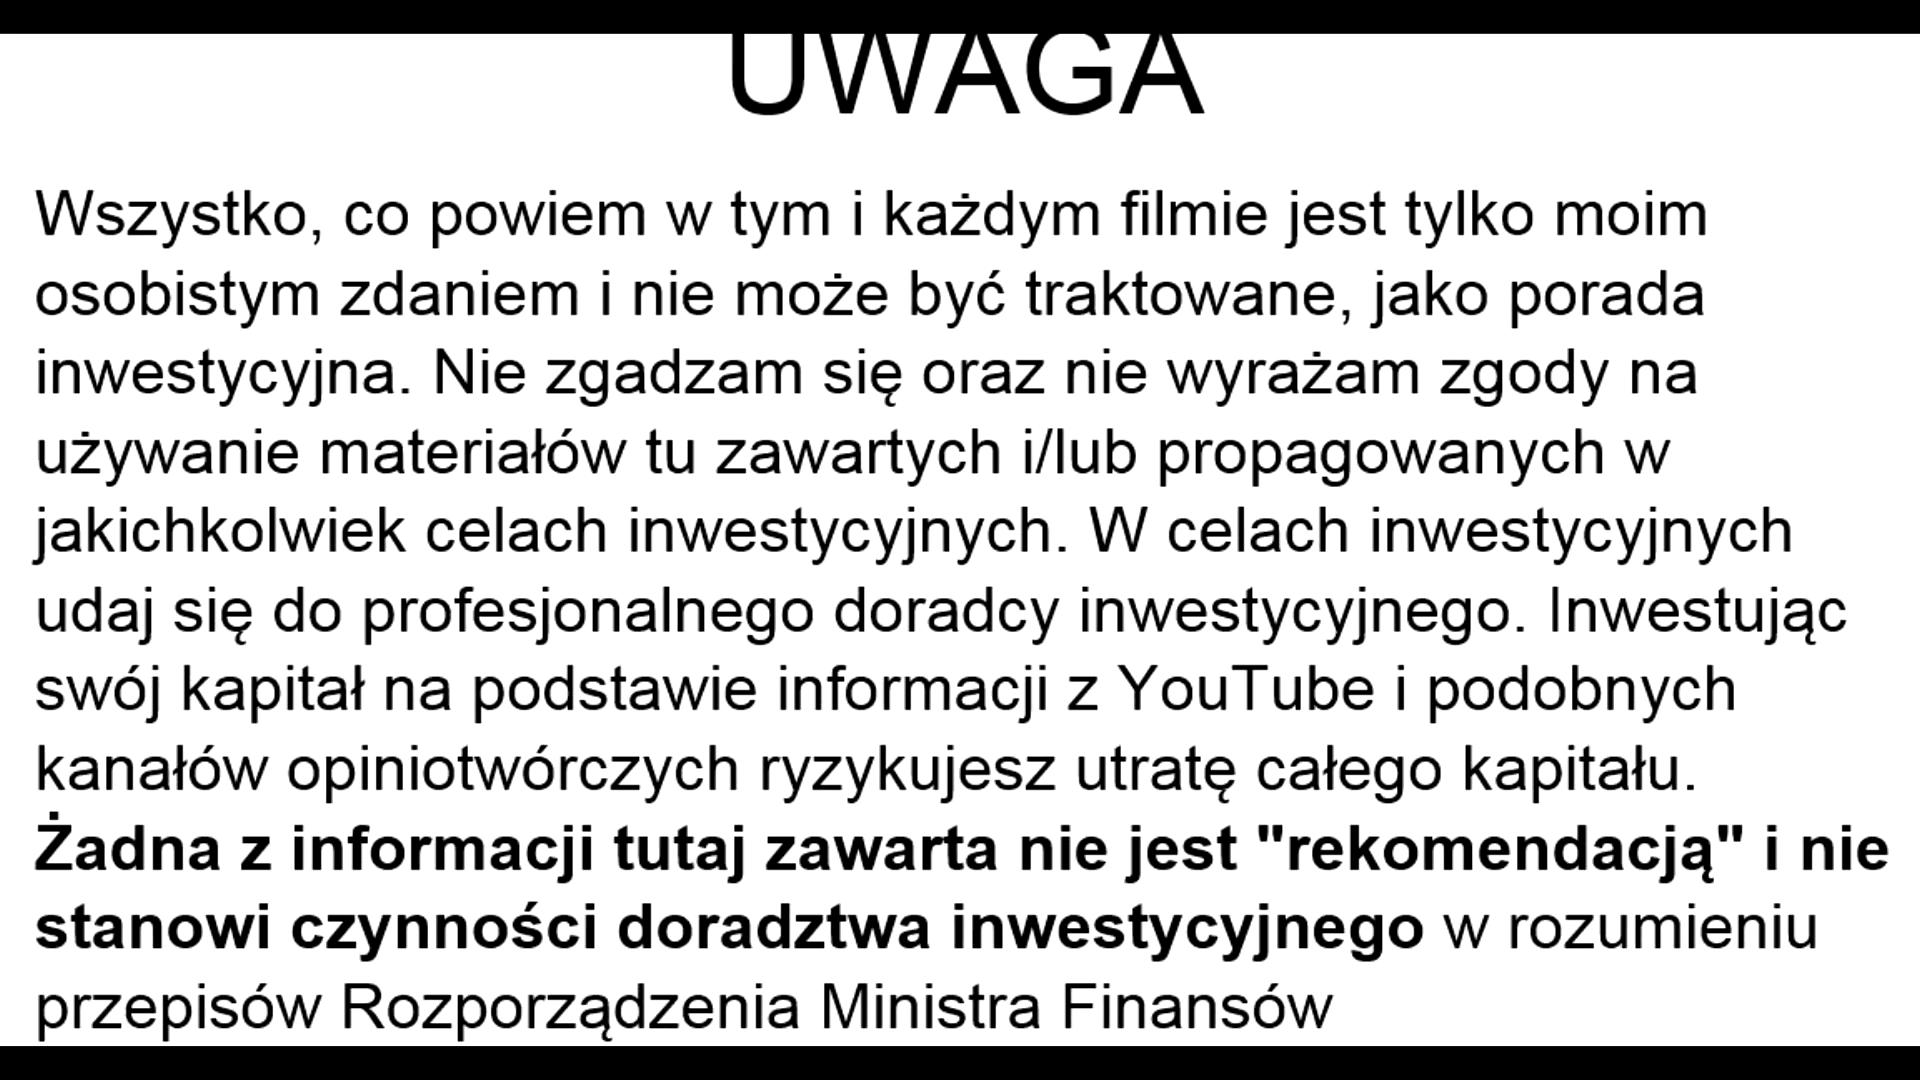 UWAGA
Wszystko, co powiem w tym i każdym filmie jest tylko moim
osobistym zdaniem i nie może być traktowane, jako porada
inwestycyjna. Nie zgadzam się oraz nie wyrażam zgody na
używanie materiałów tu zawartych i/lub propagowanych w
jakichkolwiek celach inwestycyjnych. W celach inwestycyjnych
udaj się do profesjonalnego doradcy inwestycyjnego. Inwestując
swój kapitał na podstawie informacji z YouTube i podobnych
kanałów opiniotwórczych ryzykujesz utratę całego kapitału.
Żadna z informacji tutaj zawarta nie jest "rekomendacją" i nie
stanowi czynności doradztwa inwestycyjnego w rozumieniu
przepisów Rozporządzenia Ministra Finansów